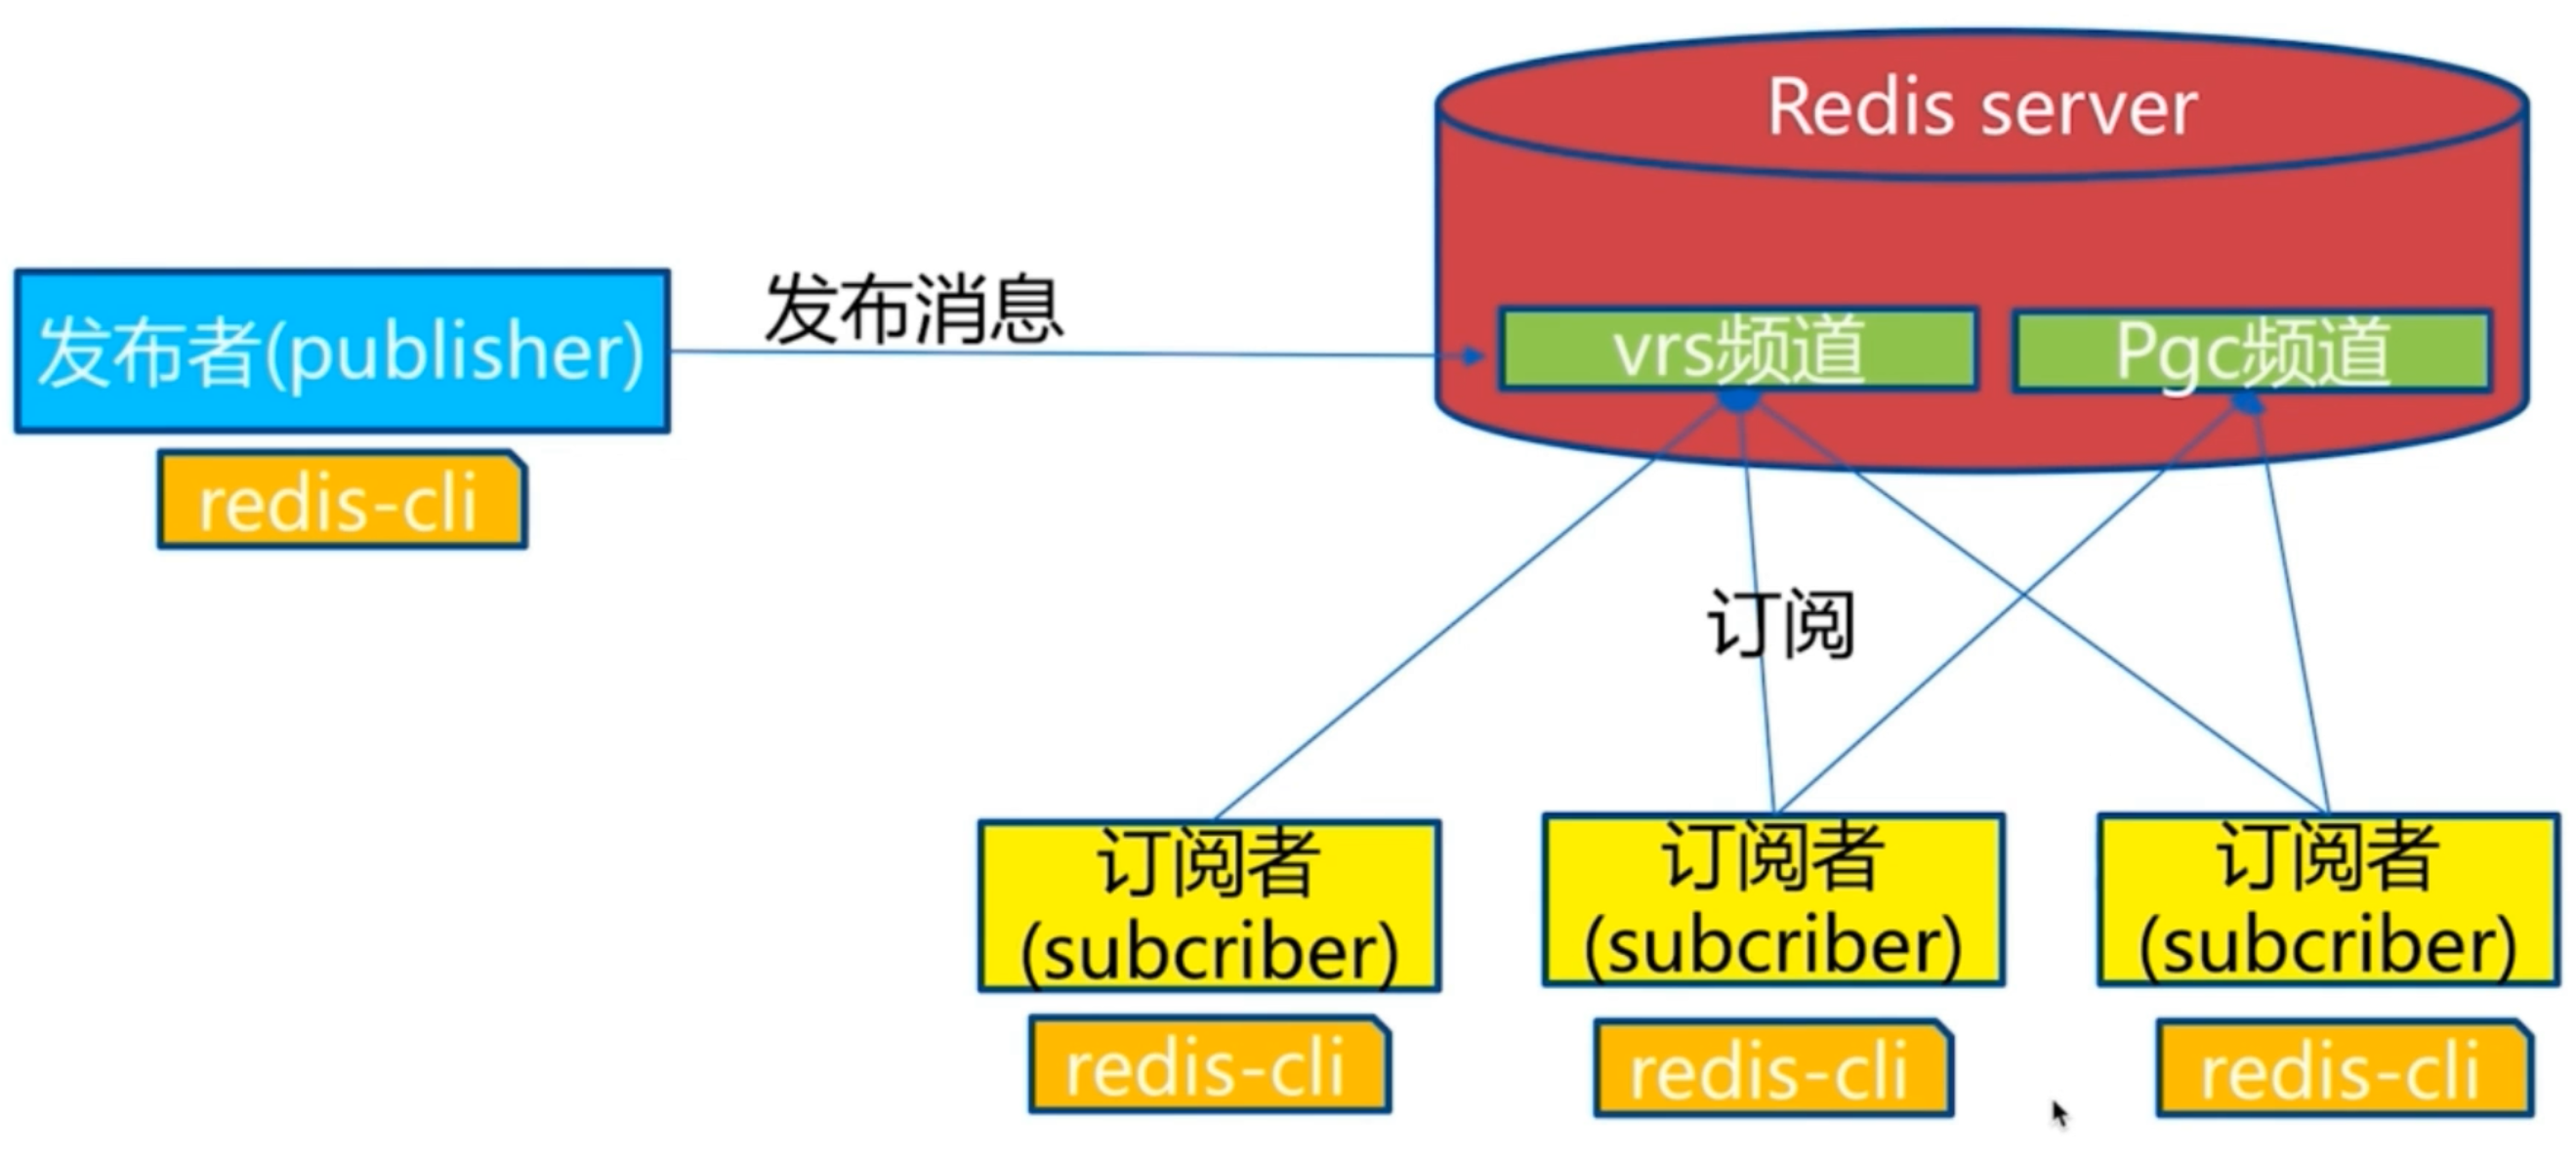 Redis server
发布消息
发布者(publisher)
vrs频道
Pgc频道
redis-cli
订阅
订阅者
(subcriber)
订阅者
(subcriber)
订阅者
(subcriber)
redis-cli
redis-cli
redis-cli